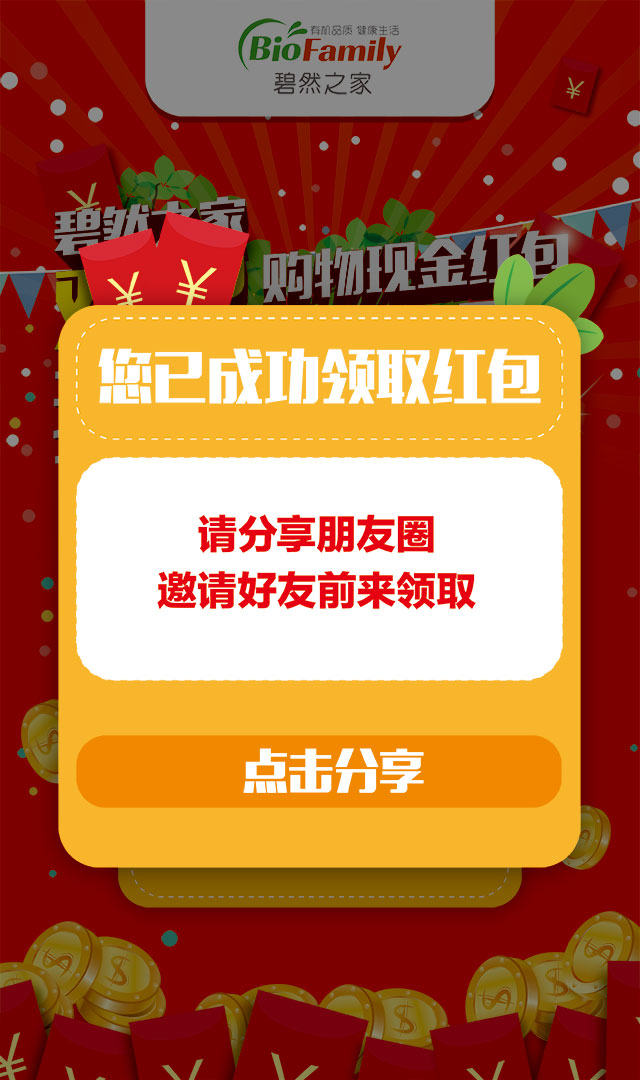 有机品质 健康生活
BioFamily
碧然之家
¥
¥
碧然之家
购物现金红包
¥
¥
您已成功领取红包
请分享朋友圈
邀请好友前来领取
点击分享